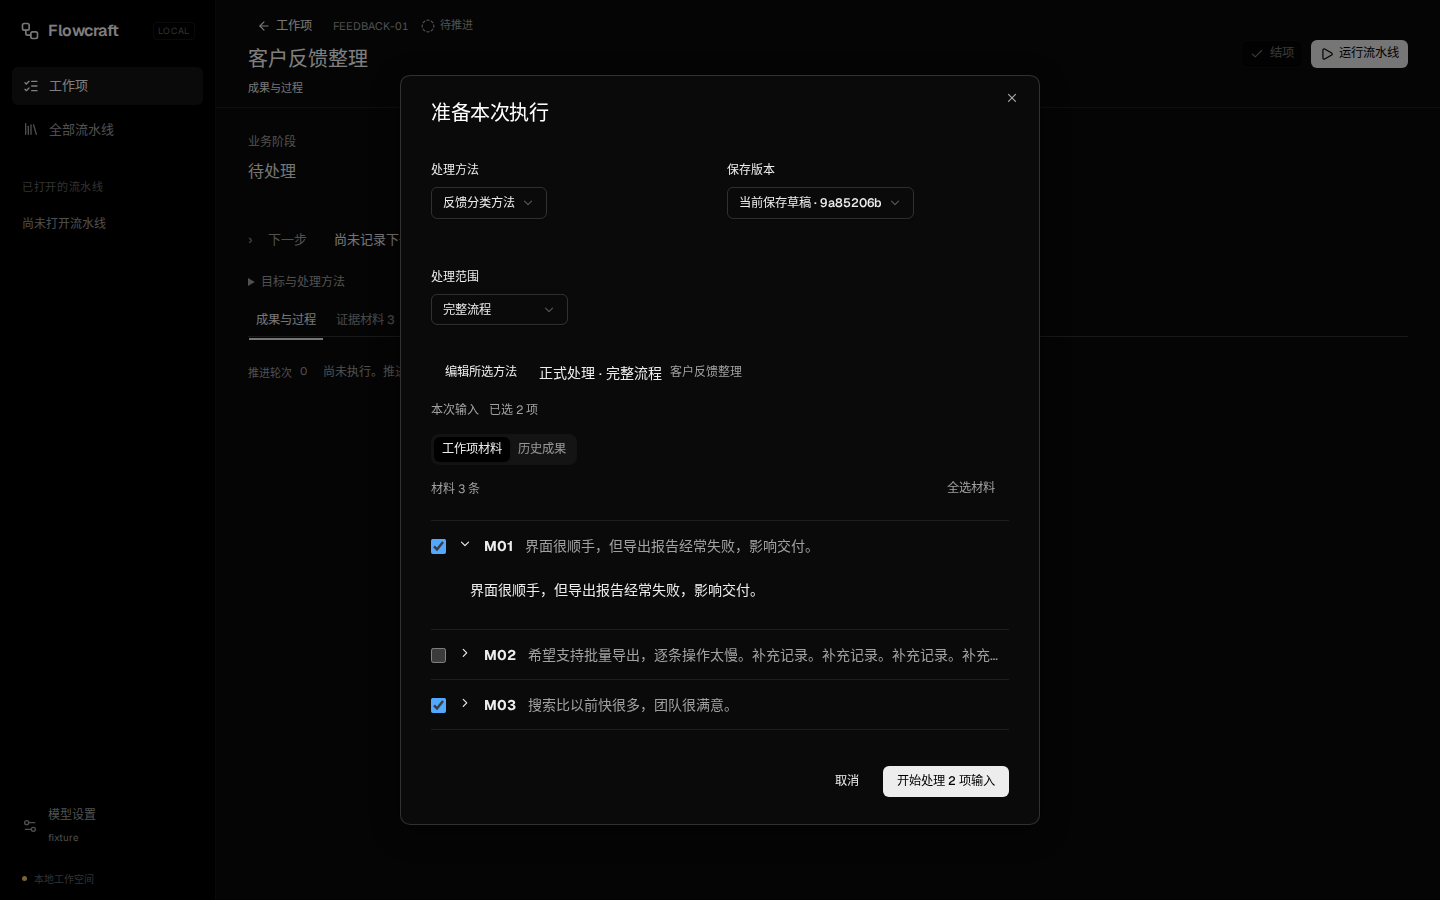 Flowcraft
LOCAL
工作项
全部流水线
已打开的流水线
尚未打开流水线
模型设置
fixture
本地工作空间
工作项
FEEDBACK-01
待推进
客户反馈整理
成果与过程
结项
运行流水线
业务阶段
待处理
下一步
尚未记录下
目标与处理方法
成果与过程
证据材料 3
推进轮次 0
尚未执行。推进
准备本次执行
处理方法
反馈分类方法
保存版本
当前保存草稿 · 9a85206b
处理范围
完整流程
编辑所选方法
正式处理 · 完整流程
客户反馈整理
本次输入 已选 2 项
工作项材料
历史成果
材料 3 条
全选材料
M01 界面很顺手，但导出报告经常失败，影响交付。
界面很顺手，但导出报告经常失败，影响交付。
M02 希望支持批量导出，逐条操作太慢。补充记录。补充记录。补充记录。补充...
M03 搜索比以前快很多，团队很满意。
取消
开始处理 2 项输入